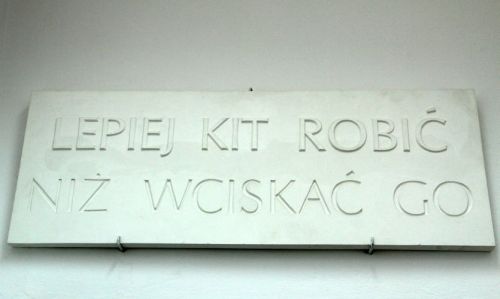 LEPIEJ KIT ROBIĆ
NIŻ WCISKAĆ GO